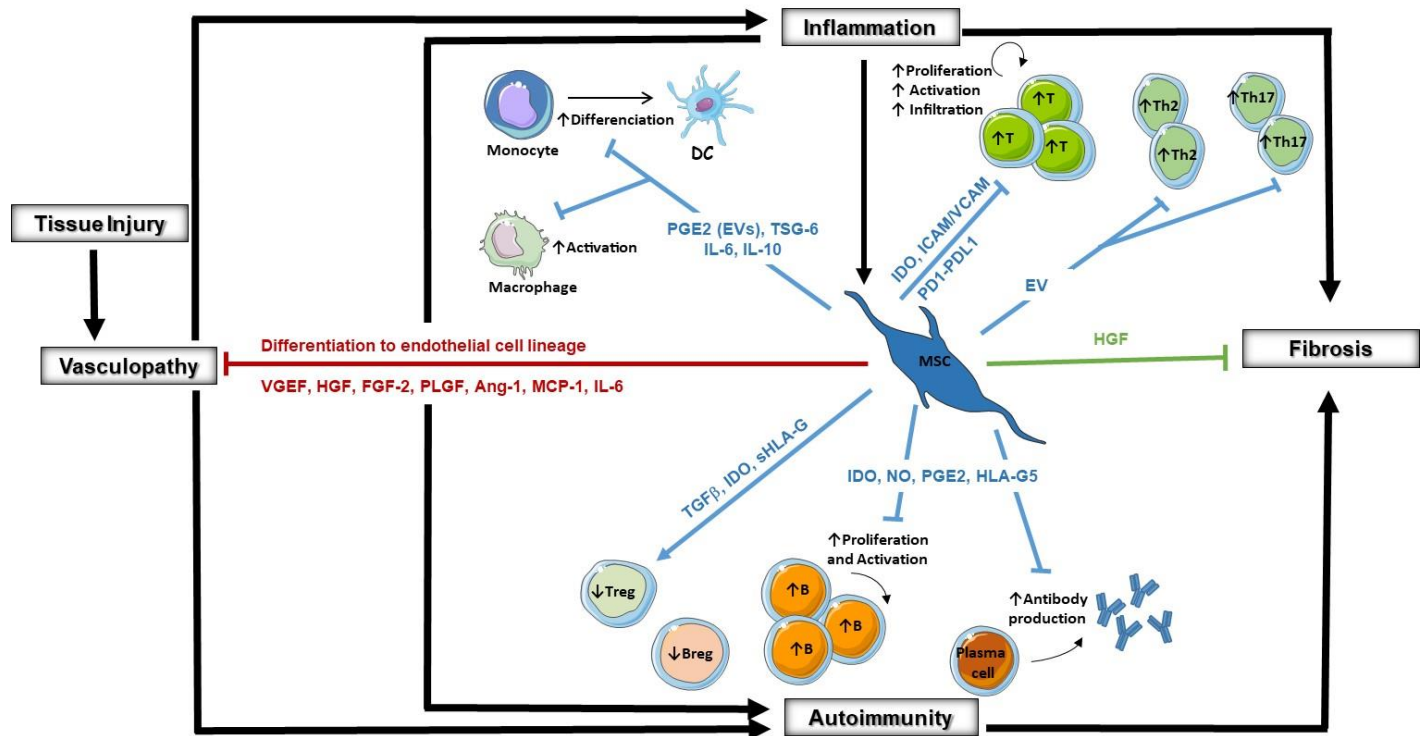 Inflammation
↑Proliferation
↑ Activation
↑ Infiltration
↑T
↑T
↑T
↑Th2
↑Th2
↑Th17
↑Th17
↑Differenciation
Monocyte
DC
Tissue Injury
↑Activation
Macrophage
PGE2 (EVs), TSG-6
IL-6, IL-10
IDO, ICAM/VCAM
PD1-PDL1
EV
Vasculopathy
Differentiation to endothelial cell lineage
VGEF, HGF, FGF-2, PLGF, Ang-1, MCP-1, IL-6
MSC
HGF
Fibrosis
TGFβ, IDO, sHLA-G
IDO, NO, PGE2, HLA-G5
↑Proliferation
and Activation
↓Treg
↓Breg
↑B
↑B
↑B
↑Antibody
production
Plasma
cell
Autoimmunity